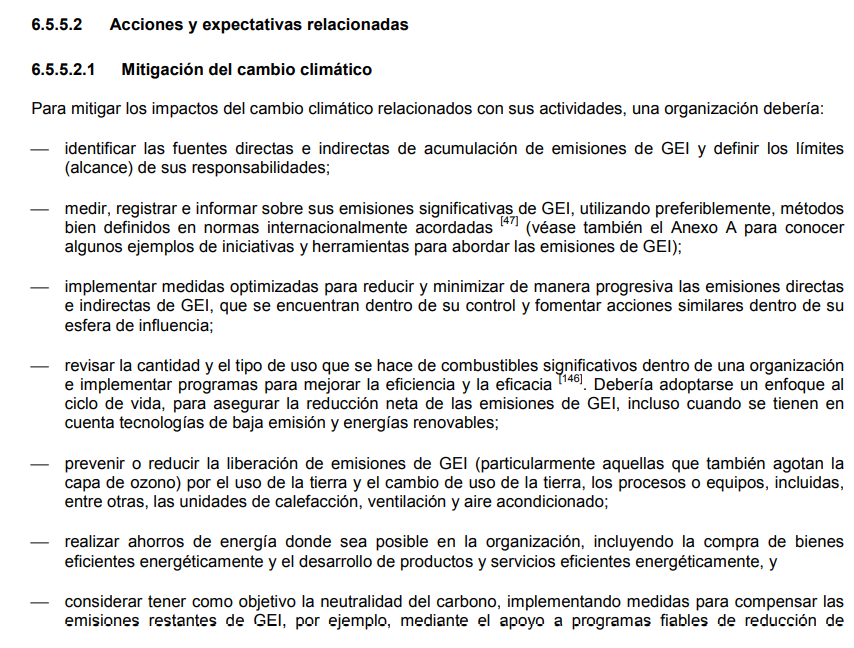 6.5.5.2 Acciones y expectativas relacionadas
6.5.5.2.1 Mitigación del cambio climático
Para mitigar los impactos del cambio climático relacionados con sus actividades, una organización debería:
— identificar las fuentes directas e indirectas de acumulación de emisiones de GEI y definir los límites
(alcance) de sus responsabilidades;
— medir, registrar e informar sobre sus emisiones significativas de GEI, utilizando preferiblemente, métodos
bien definidos en normas internacionalmente acordadas [47] (véase también el Anexo A para conocer
algunos ejemplos de iniciativas y herramientas para abordar las emisiones de GEI);
— implementar medidas optimizadas para reducir y minimizar de manera progresiva las emisiones directas
e indirectas de GEI, que se encuentran dentro de su control y fomentar acciones similares dentro de su
esfera de influencia;
— revisar la cantidad y el tipo de uso que se hace de combustibles significativos dentro de una organización
e implementar programas para mejorar la eficiencia y la eficacia [146]. Debería adoptarse un enfoque al
ciclo de vida, para asegurar la reducción neta de las emisiones de GEI, incluso cuando se tienen en
cuenta tecnologías de baja emisión y energías renovables;
— prevenir o reducir la liberación de emisiones de GEI (particularmente aquellas que también agotan la
capa de ozono) por el uso de la tierra y el cambio de uso de la tierra, los procesos o equipos, incluidas,
entre otras, las unidades de calefacción, ventilación y aire acondicionado;
— realizar ahorros de energía donde sea posible en la organización, incluyendo la compra de bienes
eficientes energéticamente y el desarrollo de productos y servicios eficientes energéticamente, y
— considerar tener como objetivo la neutralidad del carbono, implementando medidas para compensar las
emisiones restantes de GEI, por ejemplo, mediante el apoyo a programas fiables de reducción de